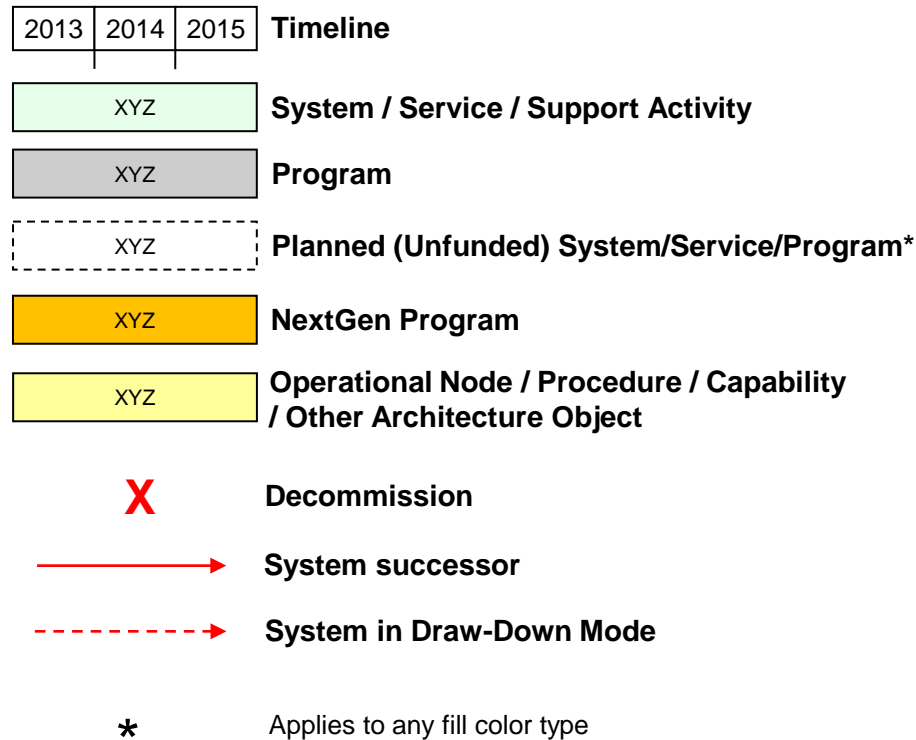 2013 2014 2015 Timeline
XYZ System / Service / Support Activity
XYZ Program
XYZ Planned (Unfunded) System/Service/Program*
XYZ NextGen Program
XYZ Operational Node / Procedure / Capability
/ Other Architecture Object
X Decommission
System successor
System in Draw-Down Mode
* Applies to any fill color type